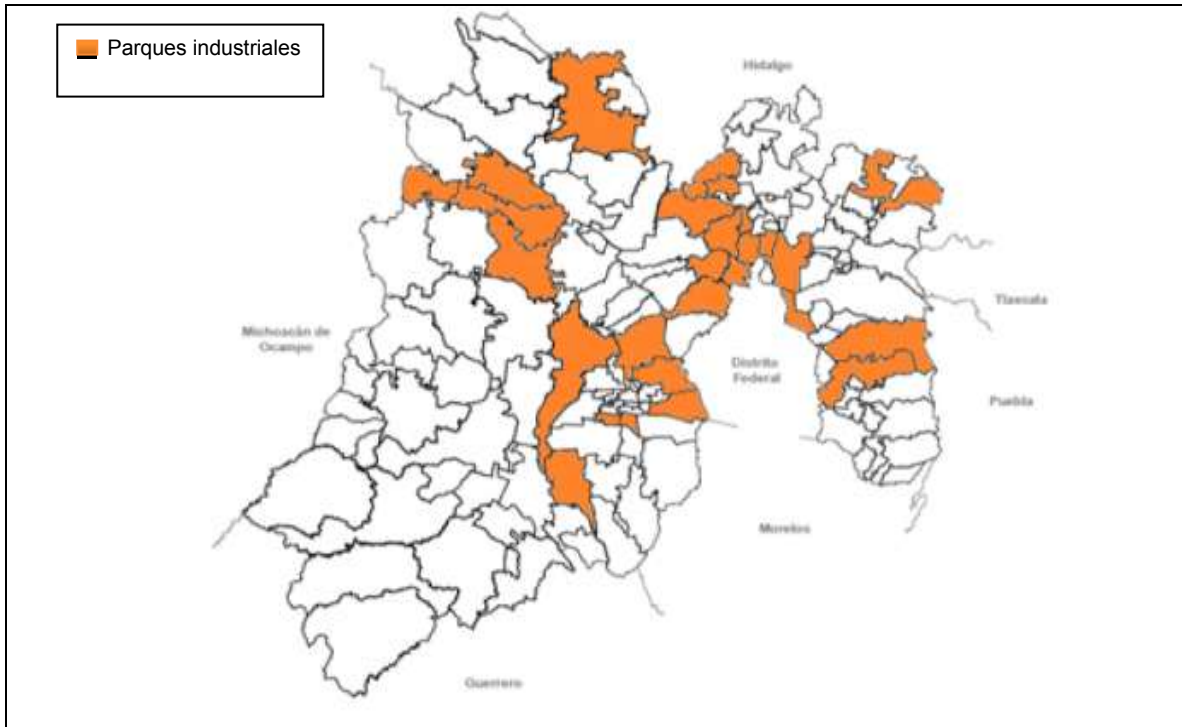 Parques industriales
Hidalgo
Tlaxcala
Michoacán de
Ocampo
Distrito
Federal
Puebla
Morelos
Guerrero